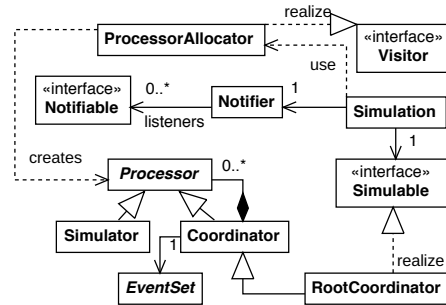 realize
ProcessorAllocator
«interface»
Visitor
use
«interface»
Notifiable
0..*
listeners
Notifier
1
Simulation
creates
1
Processor
0..*
«interface»
Simulable
Simulator
Coordinator
1
realize
EventSet
RootCoordinator